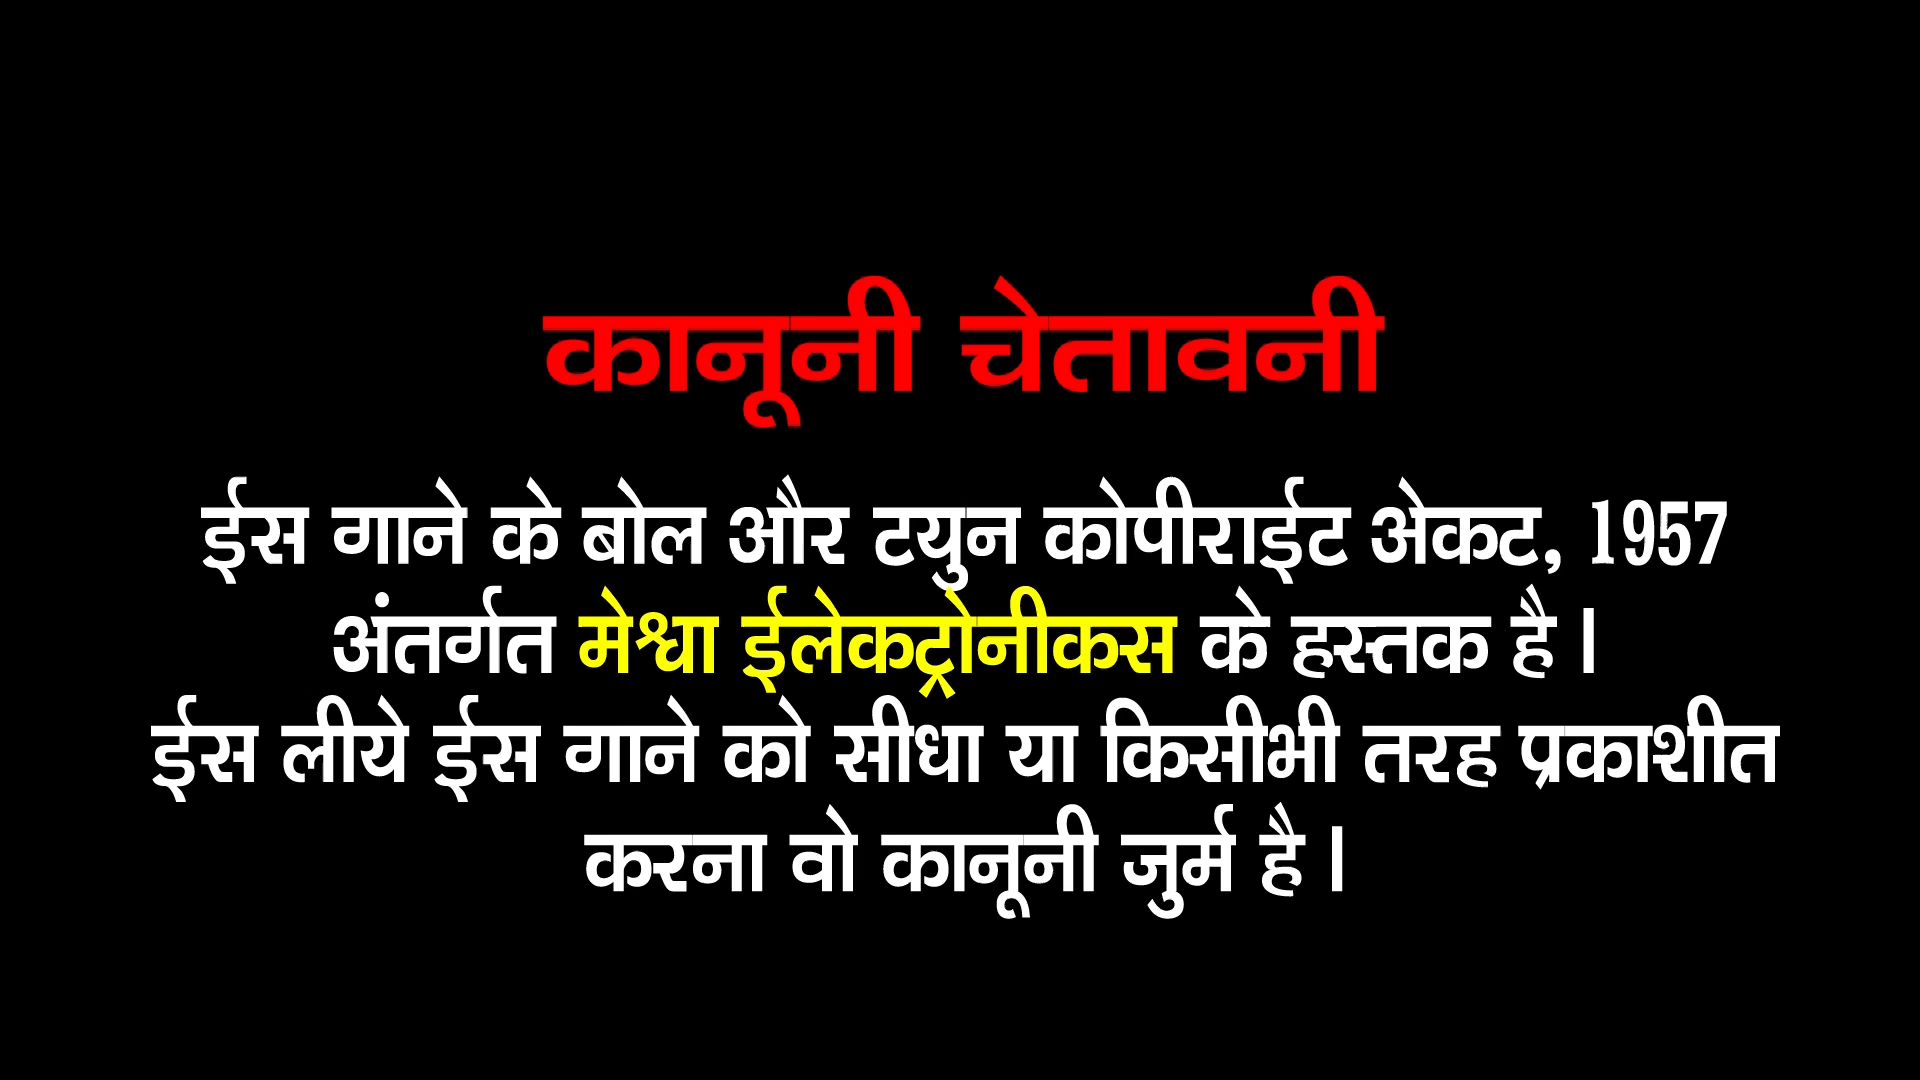 कानूनी चेतावनी
ईस गाने के बोल और टयुन कोपीराईट अेकट, 1957
अंतर्गत मेश्वा ईलेकट्रोनीकस के हस्तक है।
ईस लीये ईस गाने को सीधा या किसीभी तरह प्रकाशीत
करना वो कानूनी जुर्म है।